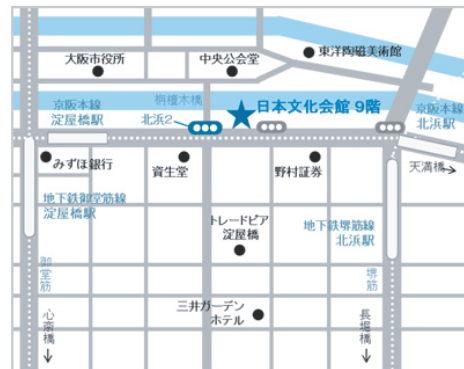 大阪市役所
中央公会堂
東洋陶磁美術館
京阪本線
淀屋橋駅
栴檀木橋
北浜2
日本文化会館 9階
京阪本線
北浜駅
天満橋
みずほ銀行
資生堂
野村証券
地下鉄御堂筋線
淀屋橋駅
トレードピア
淀屋橋
地下鉄堺筋線
北浜駅
御堂筋
堺筋
三井ガーデン
ホテル
心斎橋
長堀橋